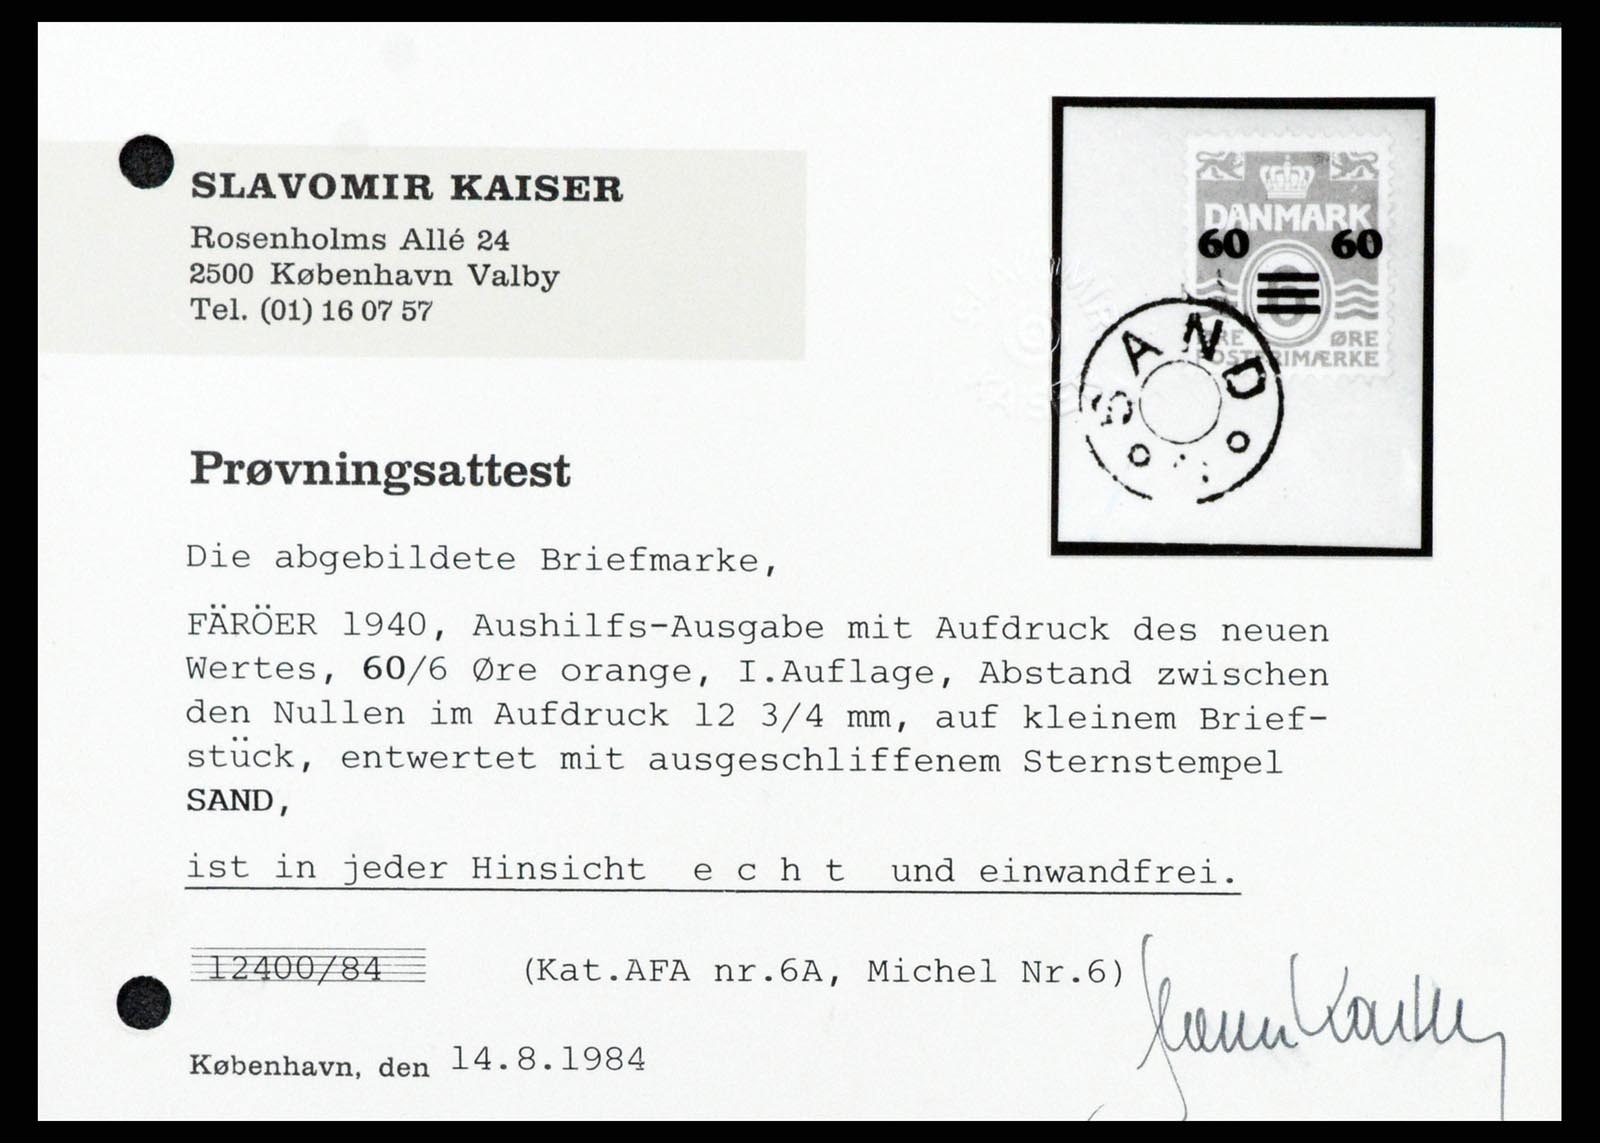 SLAVOMIR KAISER
Rosenholms Allé 24
2500 København Valby
Tel. (01) 16 07 57
DANMARK
60 60
6
ØRE ØRE
POSTFRIMÆRKE
SAND
Prøvningsattest
Die abgebildete Briefmarke,
FÄRÖER 1940, Aushilfs-Ausgabe mit Aufdruck des neuen
Wertes, 60/6 Øre orange, I.Auflage, Abstand zwischen
den Nullen im Aufdruck 12 3/4 mm, auf kleinem Brief-
stück, entwertet mit ausgeschliffenem Sternstempel
SAND,
ist in jeder Hinsicht e c h t und einwandfrei.
12400/84 (Kat.AFA nr.6A, Michel Nr.6)
København, den 14.8.1984